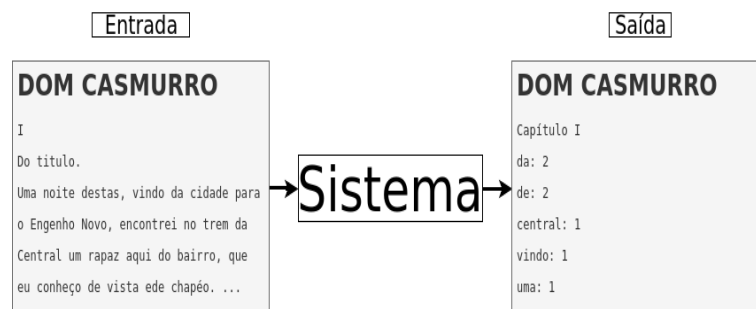 Entrada
DOM CASMURRO
I
Do titulo.
Uma noite destas, vindo da cidade para
o Engenho Novo, encontrei no trem da
Central um rapaz aqui do bairro, que
eu conheço de vista ede chapéo. ...
Sistema
Saída
DOM CASMURRO
Capítulo I
da: 2
de: 2
central: 1
vindo: 1
uma: 1